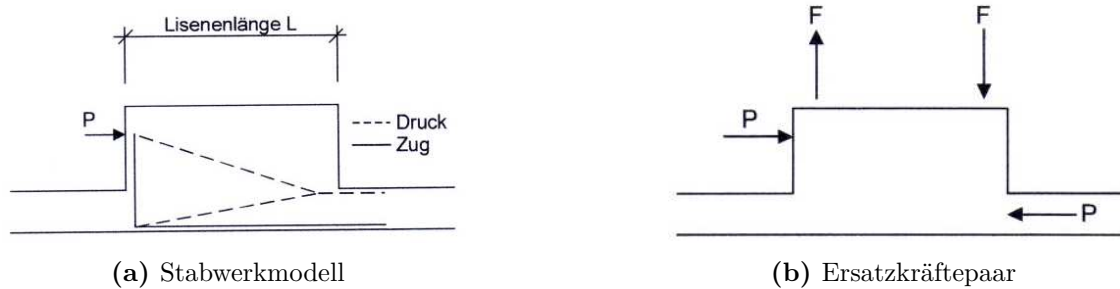 Lisenenlänge L
P
Druck
Zug
(a) Stabwerkmodell
F
F
P
P
(b) Ersatzkräftepaar